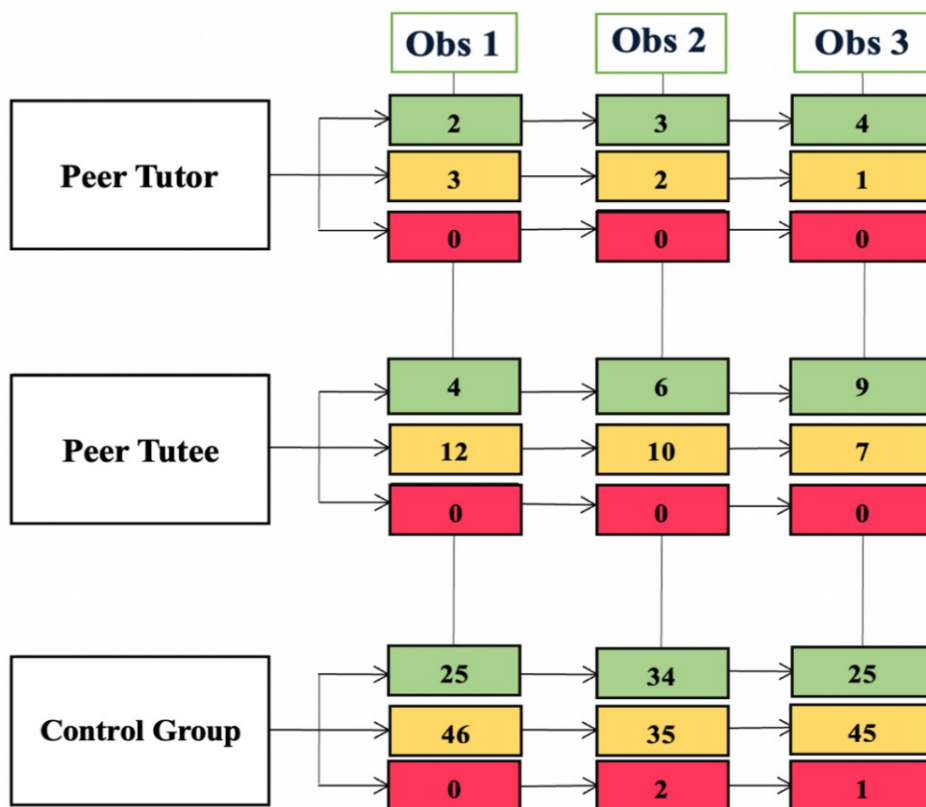 Obs 1 Obs 2 Obs 3
2 3 4
Peer Tutor 3 2 1
0 0 0
4 6 9
Peer Tutee 12 10 7
0 0 0
25 34 25
Control Group 46 35 45
0 2 1